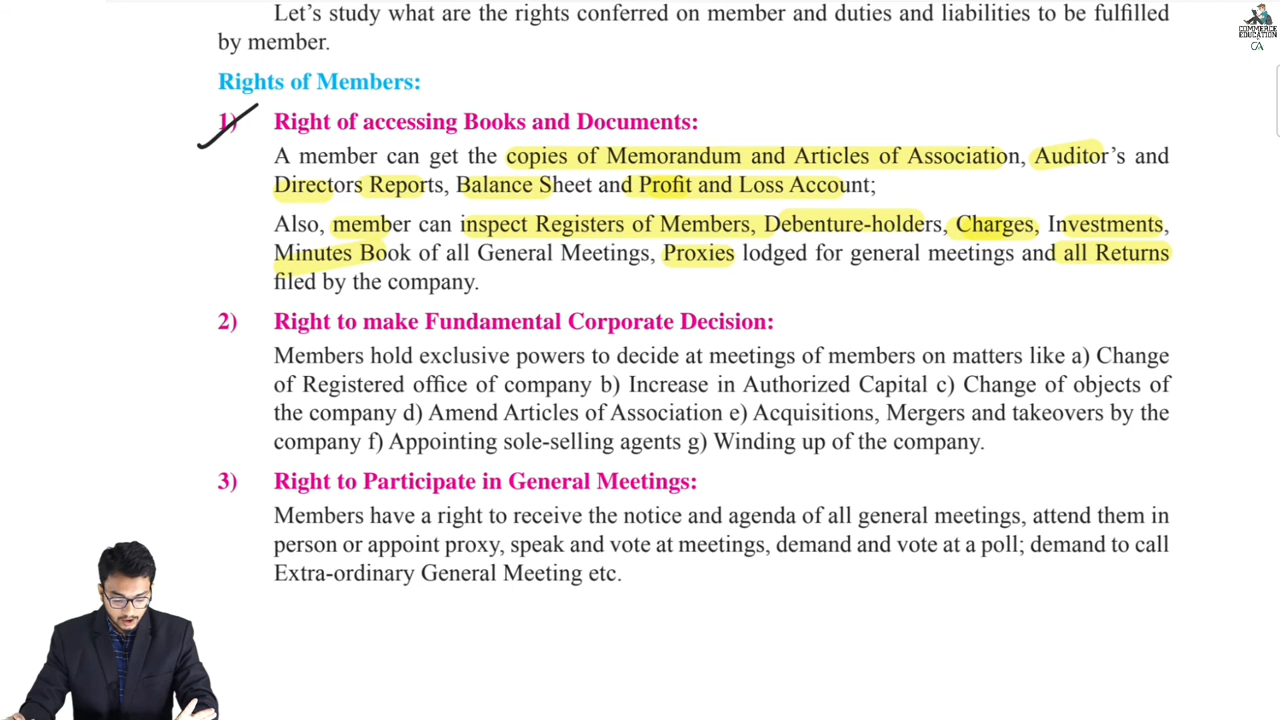 Let's study what are the rights conferred on member and duties and liabilities to be fulfilled
by member.
COMMERCE
EDUCATION
CA
Rights of Members:
1) Right of accessing Books and Documents:
A member can get the copies of Memorandum and Articles of Association, Auditor's and
Directors Reports, Balance Sheet and Profit and Loss Account;
Also, member can inspect Registers of Members, Debenture-holders, Charges, Investments,
Minutes Book of all General Meetings, Proxies lodged for general meetings and all Returns
filed by the company.
2) Right to make Fundamental Corporate Decision:
Members hold exclusive powers to decide at meetings of members on matters like a) Change
of Registered office of company b) Increase in Authorized Capital c) Change of objects of
the company d) Amend Articles of Association e) Acquisitions, Mergers and takeovers by the
company f) Appointing sole-selling agents g) Winding up of the company.
3) Right to Participate in General Meetings:
Members have a right to receive the notice and agenda of all general meetings, attend them in
person or appoint proxy, speak and vote at meetings, demand and vote at a poll; demand to call
Extra-ordinary General Meeting etc.